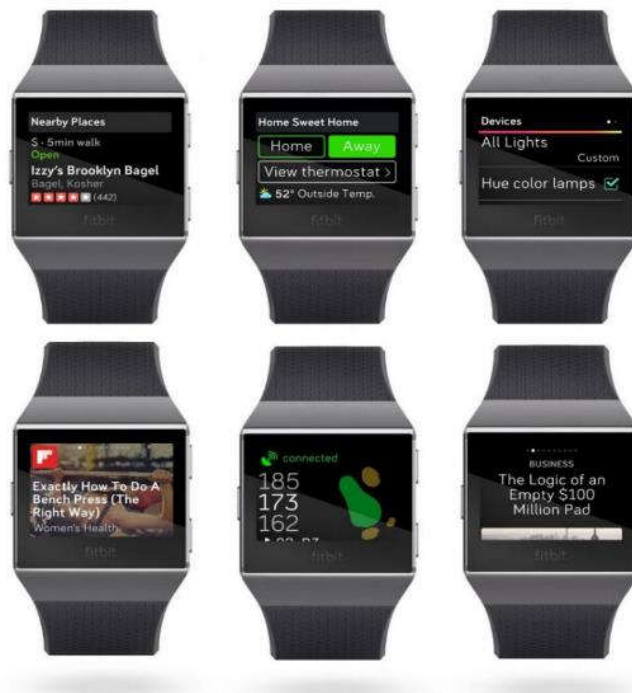 Nearby Places
$ · 5min walk
Open
Izzy's Brooklyn Bagel
Bagel, Kosher
(442)
fitbit
Home Sweet Home
Home Away
View thermostat >
52° Outside Temp.
fitbit
Devices
All Lights
Custom
Hue color lamps
fitbit
Exactly How To Do A
Bench Press (The
Right Way)
Women's Health
fitbit
connected
185
173
162
fitbit
BUSINESS
The Logic of an
Empty $100
Million Pad
fitbit